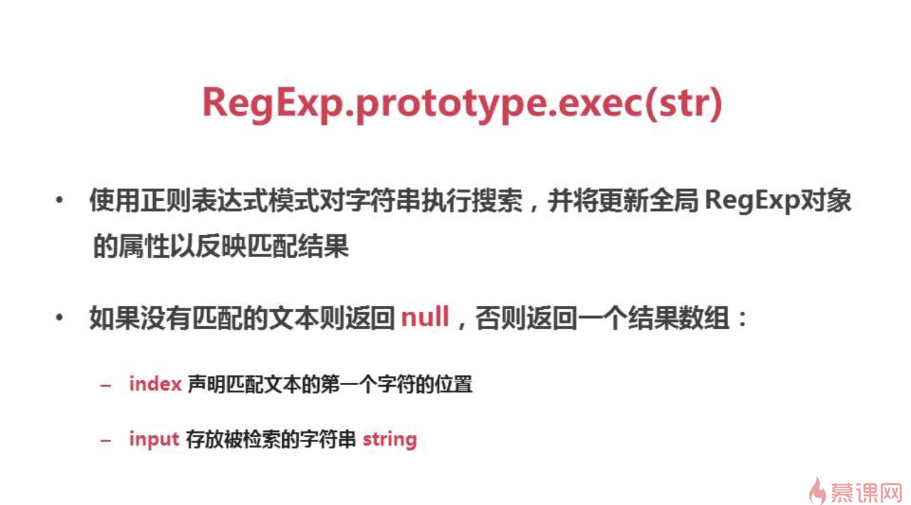 RegExp.prototype.exec(str)
• 使用正则表达式模式对字符串执行搜索，并将更新全局 RegExp对象
的属性以反映匹配结果
• 如果没有匹配的文本则返回 null，否则返回一个结果数组：
– index 声明匹配文本的第一个字符的位置
– input 存放被检索的字符串 string
慕课网